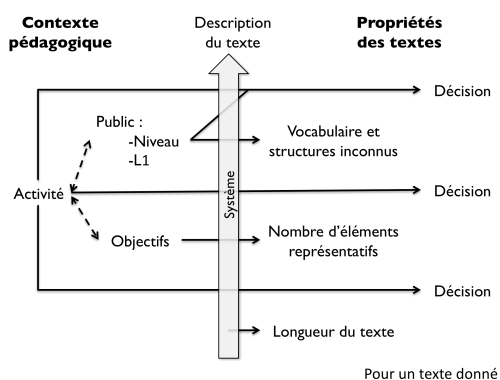 Contexte
pédagogique
Description
du texte
Propriétés
des textes
Décision
Public :
-Niveau
-L1
Vocabulaire et
structures inconnus
Activité
Système
Décision
Objectifs
Nombre d'éléments
représentatifs
Décision
Longueur du texte
Pour un texte donné